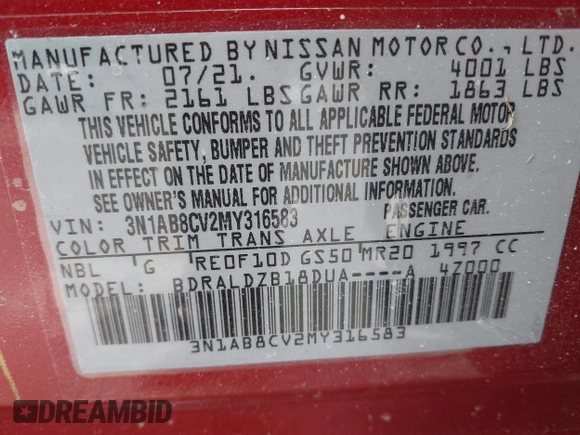 MANUFACTURED BY NISSAN MOTOR CO., LTD.
DATE: 07/21. GVWR: 4001 LBS
GAWR FR: 2161 LBS GAWR RR: 1863 LBS
THIS VEHICLE CONFORMS TO ALL APPLICABLE FEDERAL MOTOR
VEHICLE SAFETY, BUMPER AND THEFT PREVENTION STANDARDS
IN EFFECT ON THE DATE OF MANUFACTURE SHOWN ABOVE.
SEE OWNER'S MANUAL FOR ADDITIONAL INFORMATION.
VIN: 3N1AB8CV2MY316583 PASSENGER CAR.
COLOR TRIM TRANS AXLE ENGINE
NBL G RE0F10D GS50 MR20 1997 CC
MODEL: BDRALDZB18DUA----A 4Z000
3N1AB8CV2MY316583
DREAMBID